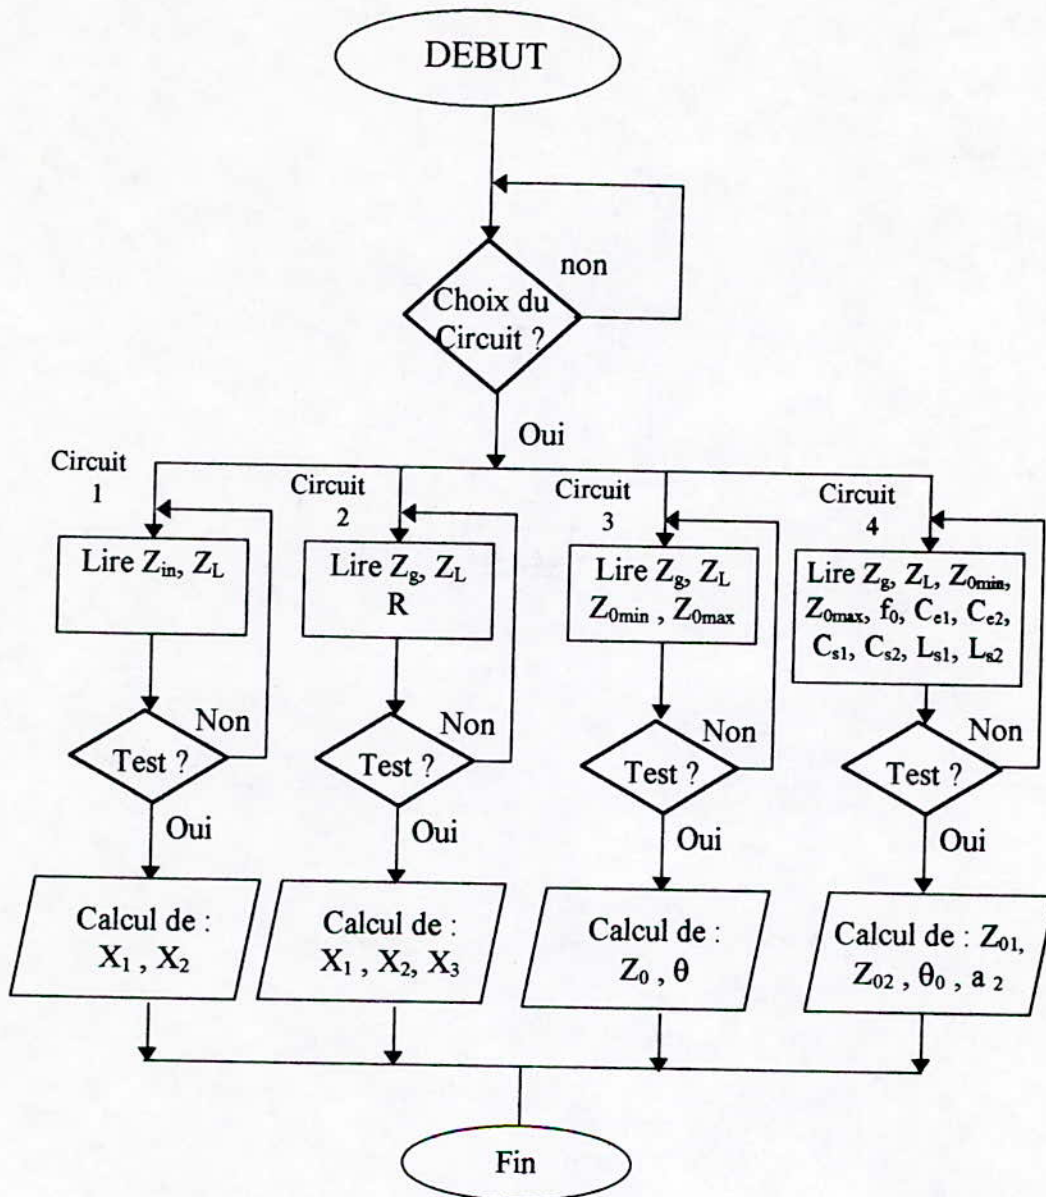 DEBUT
non
Choix du
Circuit ?
Oui
Circuit
1
Circuit
2
Circuit
3
Circuit
4
Lire Zin, ZL
Lire Zg, ZL
R
Lire Zg, ZL
Z0min , Z0max
Lire Zg, ZL, Z0min,
Z0max, f0, Ce1, Ce2,
Cs1, Cs2, Ls1, Ls2
Non
Test ?
Oui
Non
Test ?
Oui
Non
Test ?
Oui
Non
Test ?
Oui
Calcul de :
X1 , X2
Calcul de :
X1 , X2, X3
Calcul de :
Z0 , θ
Calcul de : Z01,
Z02 , θ0 , a 2
Fin